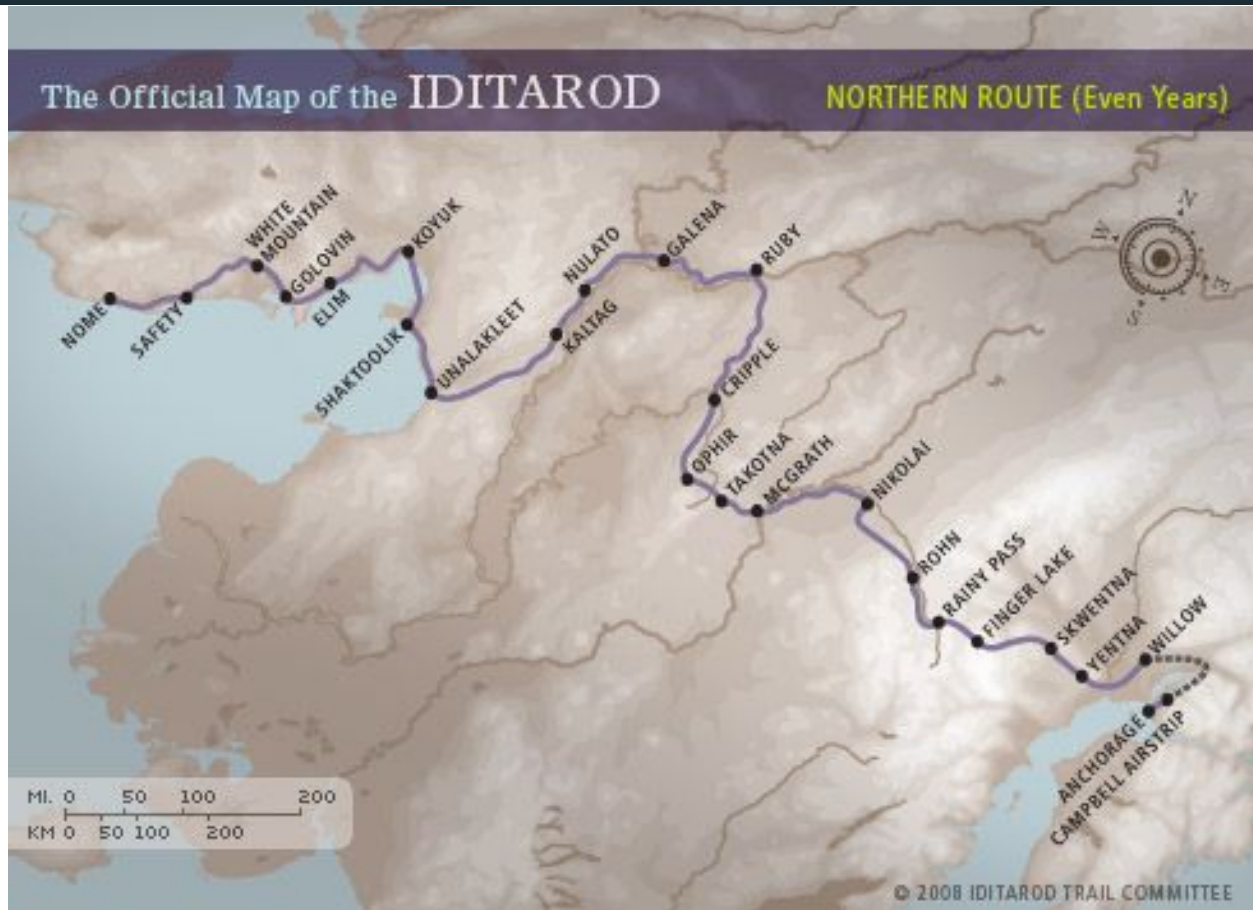 The Official Map of the IDITAROD
NORTHERN ROUTE (Even Years)
NOME
SAFETY
WHITE
MOUNTAIN
GOLOVIN
ELIM
KOYUK
SHAKTOOLIK
UNALAKLEET
KALTAG
NULATO
GALENA
RUBY
CRIPPLE
OPHIR
TAKOTNA
MCGRATH
NIKOLAI
ROHN
RAINY PASS
FINGER LAKE
SKWENTNA
YENTNA
WILLOW
ANCHORAGE
CAMPBELL AIRSTRIP
N
W
E
S
MI. 0 50 100 200
KM 0 50 100 200
© 2008 IDITAROD TRAIL COMMITTEE